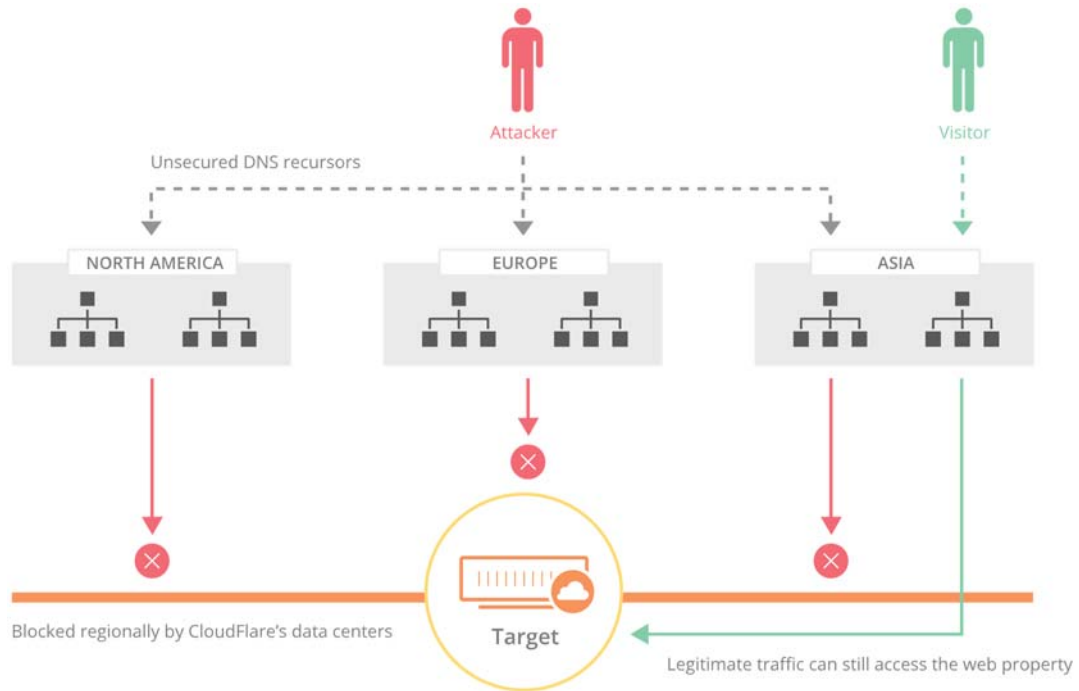 Attacker
Visitor
Unsecured DNS recursors
NORTH AMERICA
EUROPE
ASIA
Target
Blocked regionally by CloudFlare's data centers
Legitimate traffic can still access the web property